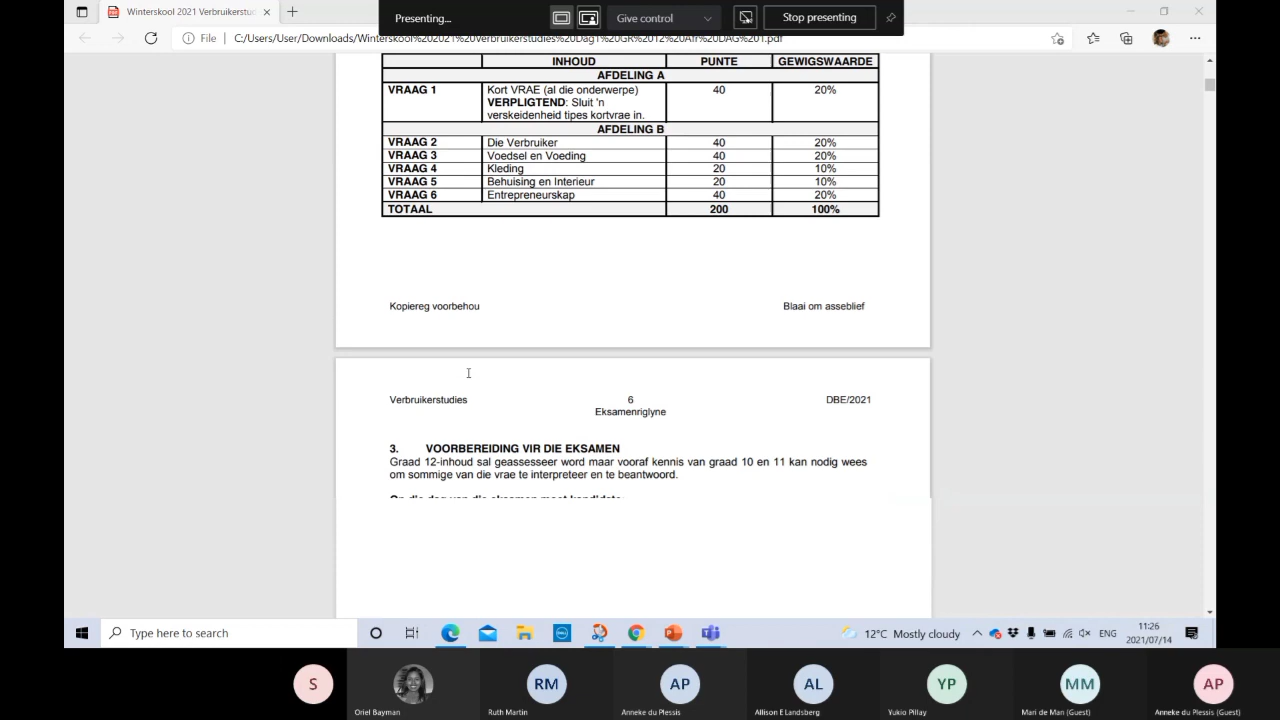 Winterskool 2021 Verbruikerstu
Presenting...
Give control
Stop presenting
File
C:/Users/User/Downloads/Winterskool%202021%20Verbruikerstudies%20Dag1%20GR%2012%20Afr%20DAG%201.pdf
INHOUD PUNTE GEWIGSWAARDE
AFDELING A
VRAAG 1 Kort VRAE (al die onderwerpe) 40 20%
VERPLIGTEND: Sluit 'n
verskeidenheid tipes kortvrae in.
AFDELING B
VRAAG 2 Die Verbruiker 40 20%
VRAAG 3 Voedsel en Voeding 40 20%
VRAAG 4 Kleding 20 10%
VRAAG 5 Behuising en Interieur 20 10%
VRAAG 6 Entrepreneurskap 40 20%
TOTAAL 200 100%
Kopiereg voorbehou Blaai om asseblief
Verbruikerstudies 6 DBE/2021
Eksamenriglyne
3. VOORBEREIDING VIR DIE EKSAMEN
Graad 12-inhoud sal geassesseer word maar vooraf kennis van graad 10 en 11 kan nodig wees
om sommige van die vrae te interpreteer en te beantwoord.
Op die dag van die eksamen moet kandidate:
Type here to search
12°C Mostly cloudy
ENG
11:26
2021/07/14
S RM AP AL YP MM AP
Oriel Bayman Ruth Martin Anneke du Plessis Allison E Landsberg Yukio Pillay Mari de Man (Guest) Anneke du Plessis (Guest)